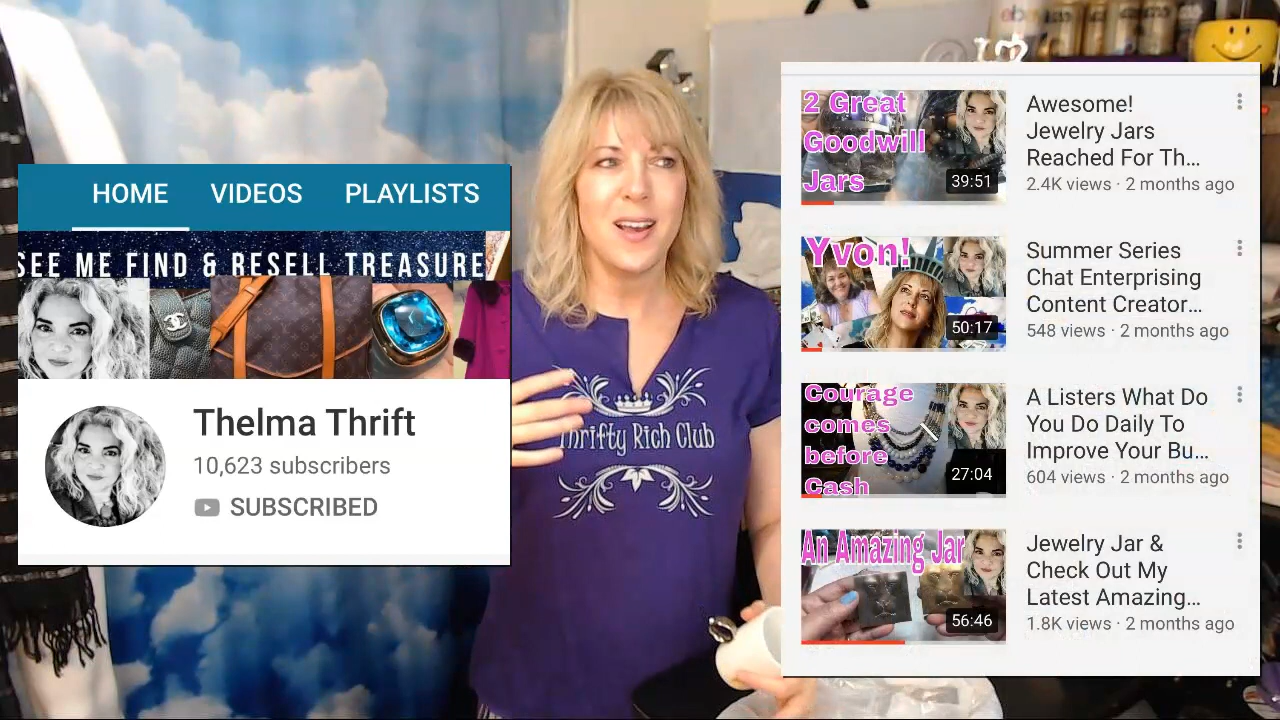 HOME VIDEOS PLAYLISTS
SEE ME FIND & RESELL TREASURE
Thelma Thrift
10,623 subscribers
SUBSCRIBED
Thrifty Rich Club
2 Great
Goodwill
Jars
39:51
Awesome!
Jewelry Jars
Reached For Th...
2.4K views · 2 months ago
Yvon!
50:17
Summer Series
Chat Enterprising
Content Creator...
548 views · 2 months ago
Courage
comes
before
Cash
27:04
A Listers What Do
You Do Daily To
Improve Your Bu...
604 views · 2 months ago
An Amazing Jar
56:46
Jewelry Jar &
Check Out My
Latest Amazing...
1.8K views · 2 months ago